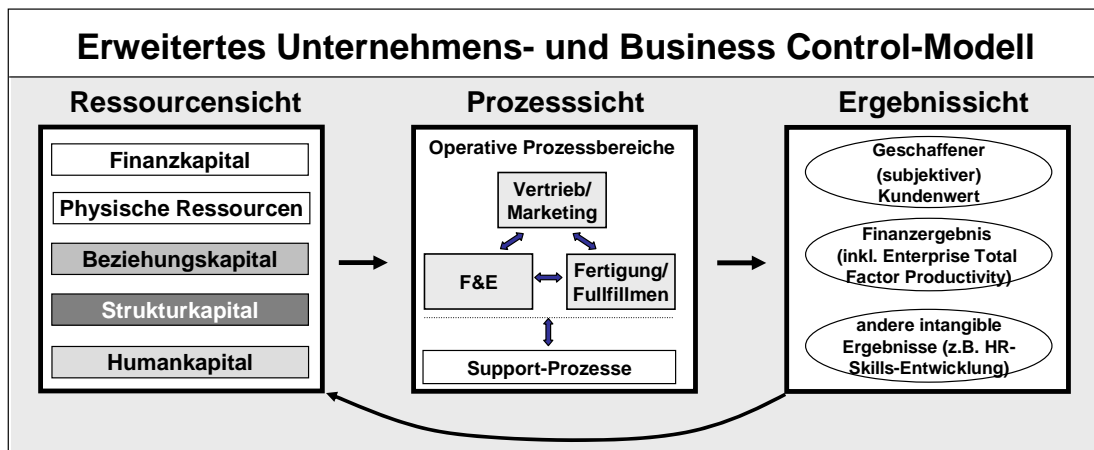 Erweitertes Unternehmens- und Business Control-Modell
Ressourcensicht
Finanzkapital
Physische Ressourcen
Beziehungskapital
Strukturkapital
Humankapital
Prozesssicht
Operative Prozessbereiche
Vertrieb/
Marketing
F&E
Fertigung/
Fullfillmen
Support-Prozesse
Ergebnissicht
Geschaffener
(subjektiver)
Kundenwert
Finanzergebnis
(inkl. Enterprise Total
Factor Productivity)
andere intangible
Ergebnisse (z.B. HR-
Skills-Entwicklung)